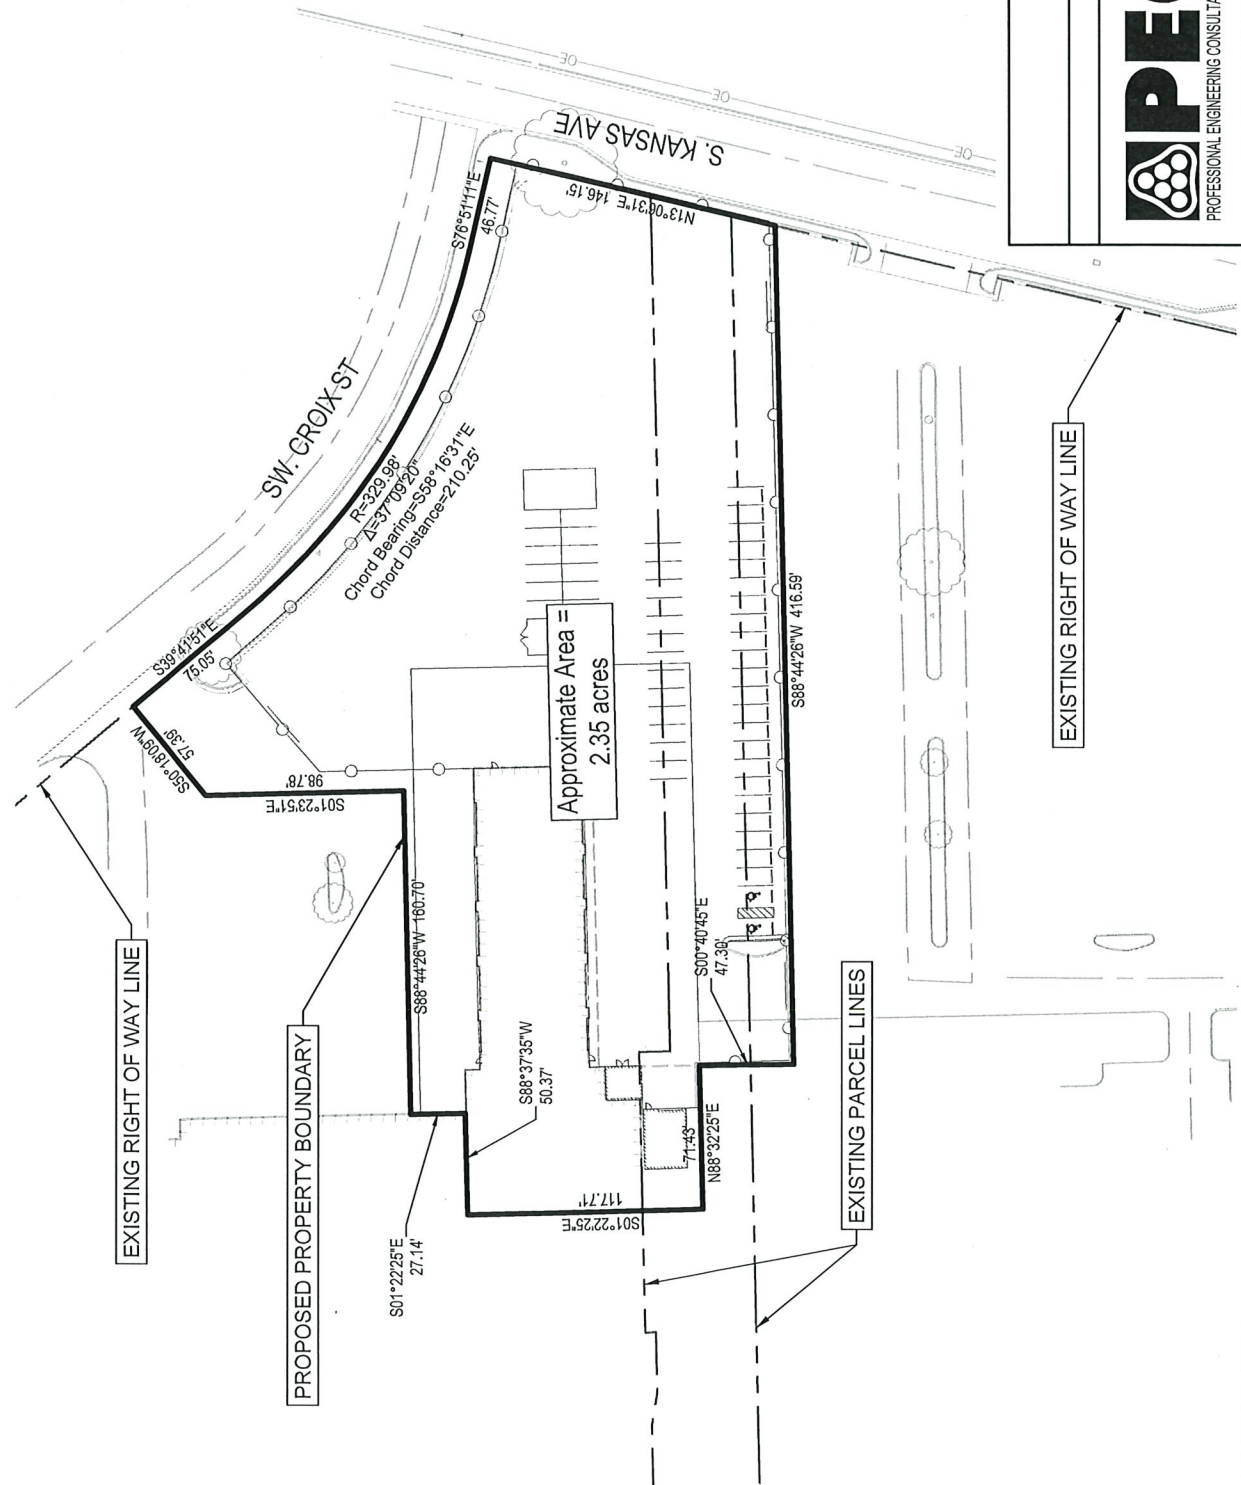 EXISTING RIGHT OF WAY LINE
PROPOSED PROPERTY BOUNDARY
SW. CROIX ST
S. KANSAS AVE
OE
OE
OE
S50°18'09"W
57.39'
S39°41'51"E
75.05'
R=329.98'
Δ=37°09'20"
Chord Bearing=S58°16'31"E
Chord Distance=210.25'
S76°51'11"E
46.77'
N13°06'31"E 146.15'
S01°23'51"E
98.78'
S88°44'26"W 160.70'
S01°22'25"E
27.14'
S88°37'35"W
50.37'
S01°22'25"E
117.71'
71.43'
N88°32'25"E
S00°40'45"E
47.39'
S88°44'26"W 416.59'
Approximate Area =
2.35 acres
EXISTING PARCEL LINES
EXISTING RIGHT OF WAY LINE
PEC
PROFESSIONAL ENGINEERING CONSULTA